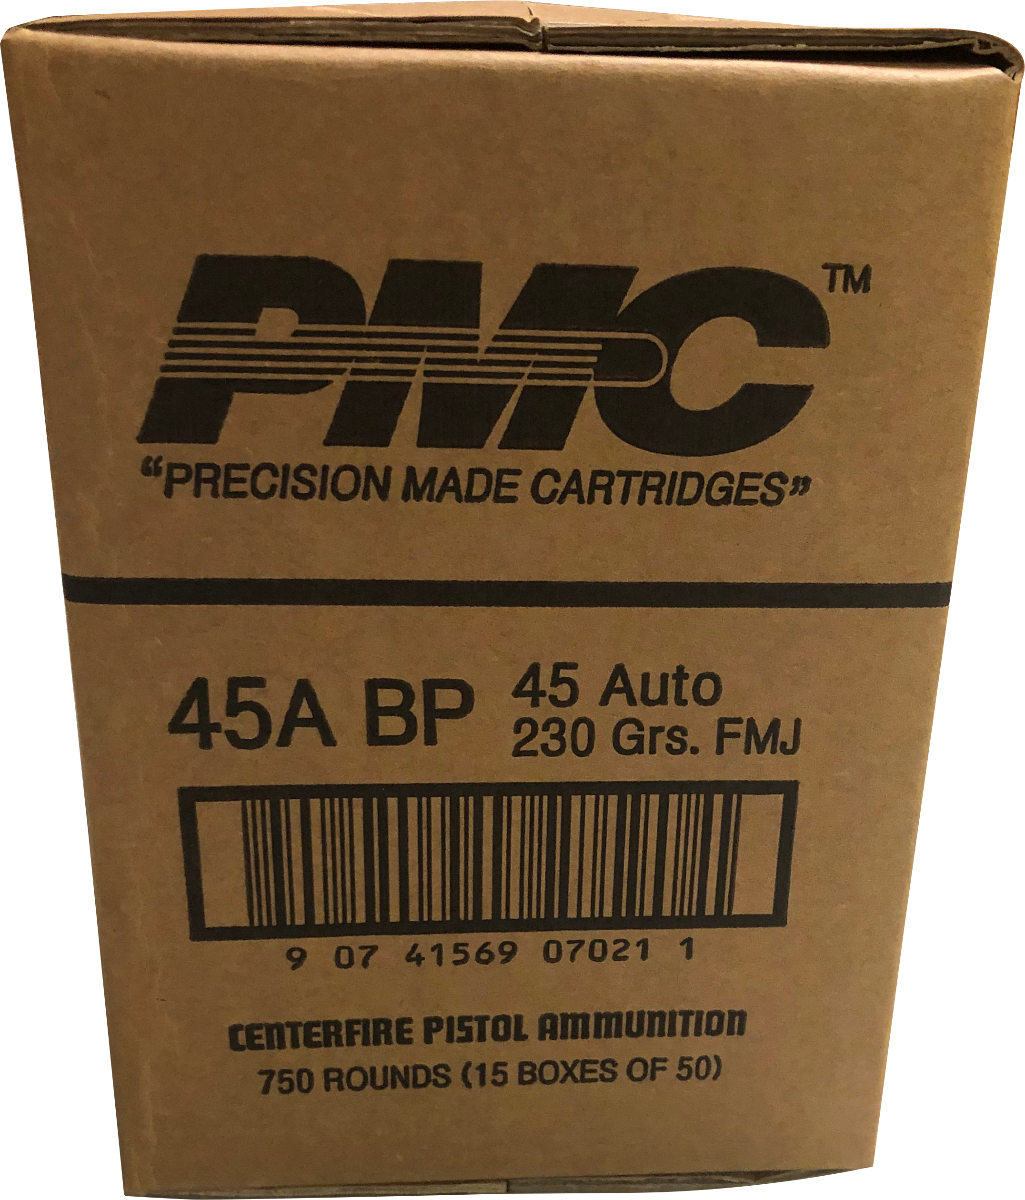 PMC™
“PRECISION MADE CARTRIDGES”
45A BP
45 Auto
230 Grs. FMJ
9 07 41569 07021 1
CENTERFIRE PISTOL AMMUNITION
750 ROUNDS (15 BOXES OF 50)